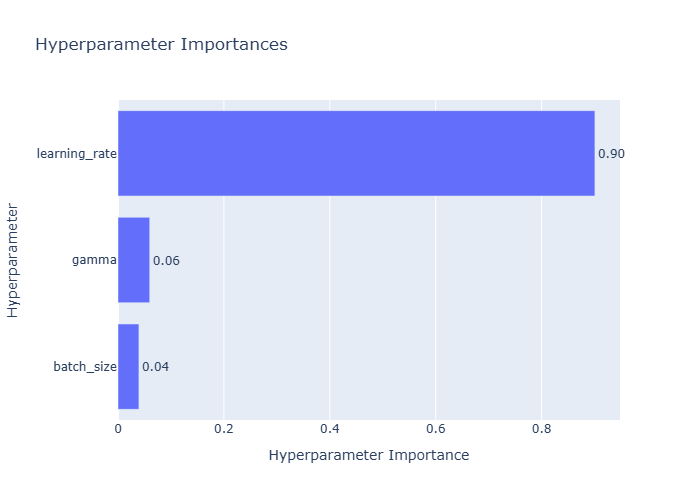 Hyperparameter Importances
learning_rate
0.90
gamma
0.06
batch_size
0.04
0
0.2
0.4
0.6
0.8
Hyperparameter
Hyperparameter Importance